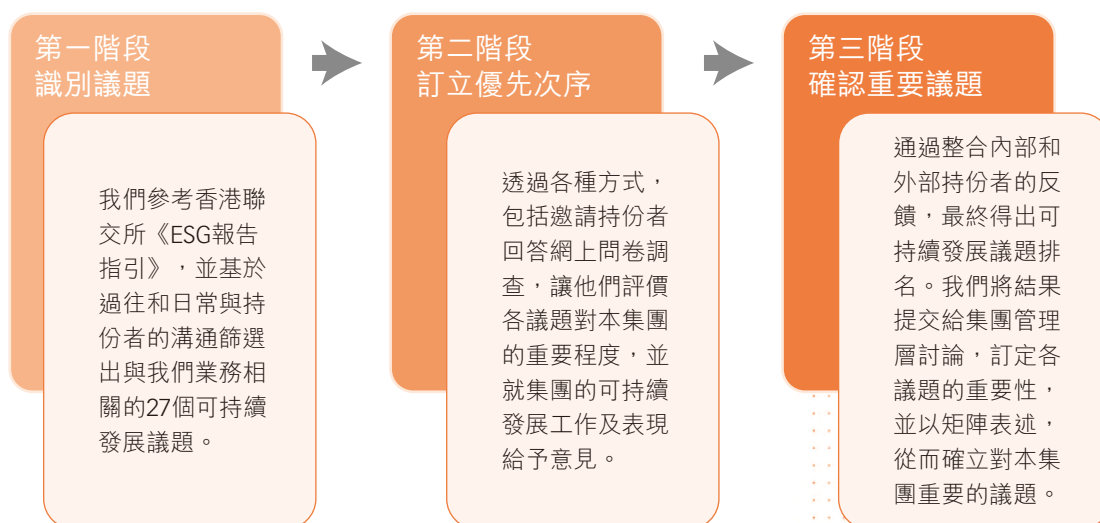 第一階段
識別議題
我們參考香港聯
交所《ESG報告
指引》，並基於
過往和日常與持
份者的溝通篩選
出與我們業務相
關的27個可持續
發展議題。
第二階段
訂立優先次序
透過各種方式，
包括邀請持份者
回答網上問卷調
查，讓他們評價
各議題對本集團
的重要程度，並
就集團的可持續
發展工作及表現
給予意見。
第三階段
確認重要議題
通過整合內部和
外部持份者的反
饋，最終得出可
持續發展議題排
名。我們將結果
提交給集團管理
層討論，訂定各
議題的重要性，
並以矩陣表述，
從而確立對本集
團重要的議題。